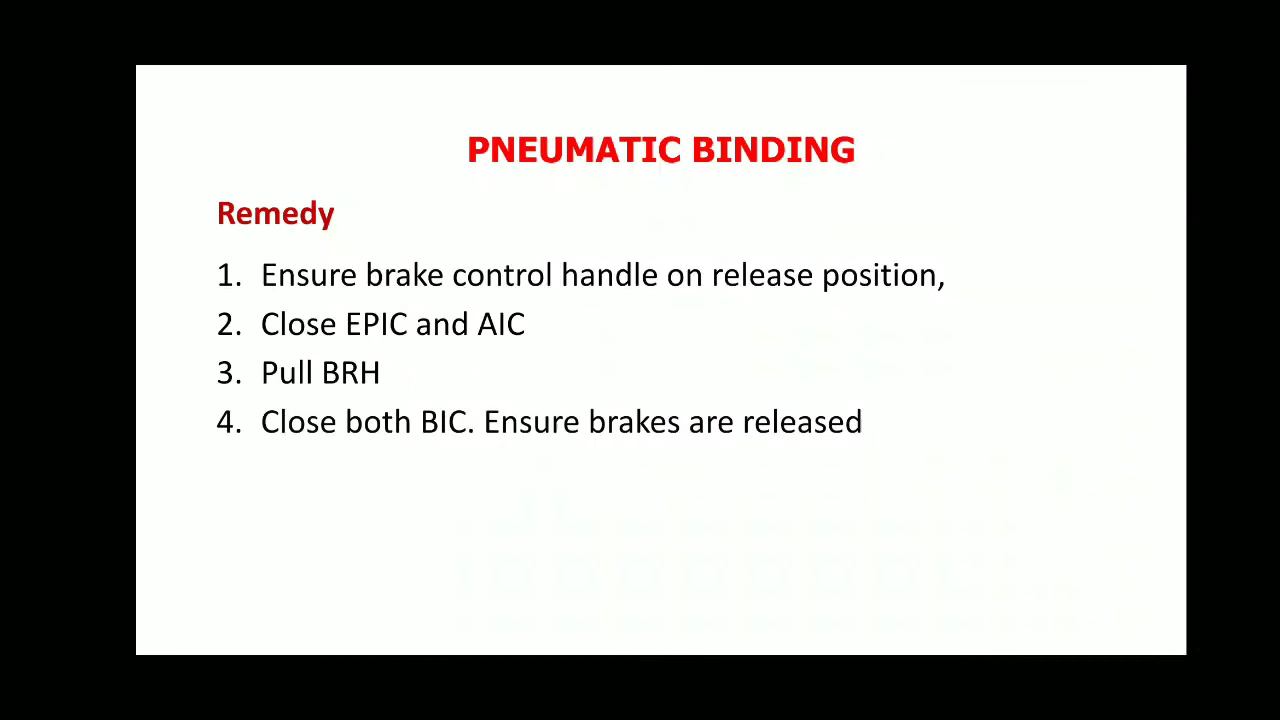 PNEUMATIC BINDING
Remedy
1. Ensure brake control handle on release position,
2. Close EPIC and AIC
3. Pull BRH
4. Close both BIC. Ensure brakes are released